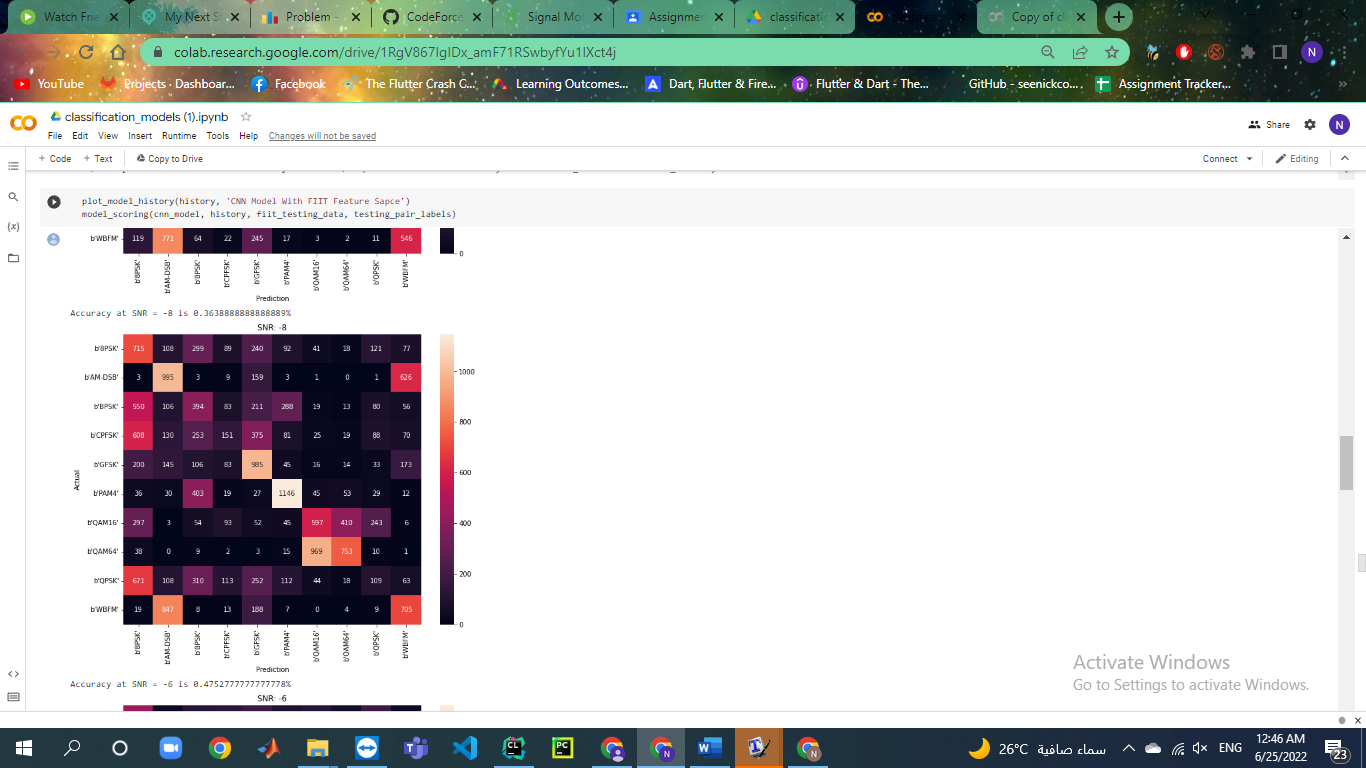 Watch Frie
My Next S
Problem -
CodeForce
Signal Mo
Assignmen
classificatio
Copy of cl
colab.research.google.com/drive/1RgV867IgIDx_amF71RSwbyfYu1IXct4j
N
YouTube
Projects · Dashboar...
Facebook
The Flutter Crash C...
Learning Outcomes...
Dart, Flutter & Fire...
Flutter & Dart - The...
GitHub - seenickco...
Assignment Tracker...
»
classification_models (1).ipynb
File Edit View Insert Runtime Tools Help Changes will not be saved
Share
N
+ Code + Text Copy to Drive
Connect
Editing
plot_model_history(history, 'CNN Model With FIIT Feature Sapce')
model_scoring(cnn_model, history, fiit_testing_data, testing_pair_labels)
b'WBFM' 119 771 64 22 245 17 3 2 11 546
0
b'8PSK' b'AM-DSB' b'BPSK' b'CPFSK' b'GFSK' b'PAM4' b'QAM16' b'QAM64' b'QPSK' b'WBFM'
Prediction
Accuracy at SNR = -8 is 0.3638888888888889%
SNR: -8
b'8PSK' 715 108 299 89 240 92 41 18 121 77
b'AM-DSB' 3 995 3 9 159 3 1 0 1 626
b'BPSK' 550 106 394 83 211 288 19 13 80 56
b'CPFSK' 608 130 253 151 375 81 25 19 88 70
b'GFSK' 200 145 106 83 985 45 16 14 33 173
b'PAM4' 36 30 403 19 27 1146 45 53 29 12
b'QAM16' 297 3 54 93 52 45 597 410 243 6
b'QAM64' 38 0 9 2 3 15 969 753 10 1
b'QPSK' 671 108 310 113 252 112 44 18 109 63
b'WBFM' 19 847 8 13 188 7 0 4 9 705
Actual
1000
800
600
400
200
0
b'8PSK' b'AM-DSB' b'BPSK' b'CPFSK' b'GFSK' b'PAM4' b'QAM16' b'QAM64' b'QPSK' b'WBFM'
Prediction
Accuracy at SNR = -6 is 0.4752777777777778%
SNR: -6
Activate Windows
Go to Settings to activate Windows.
26°C سماء صافية
ENG
12:46 AM
6/25/2022
23